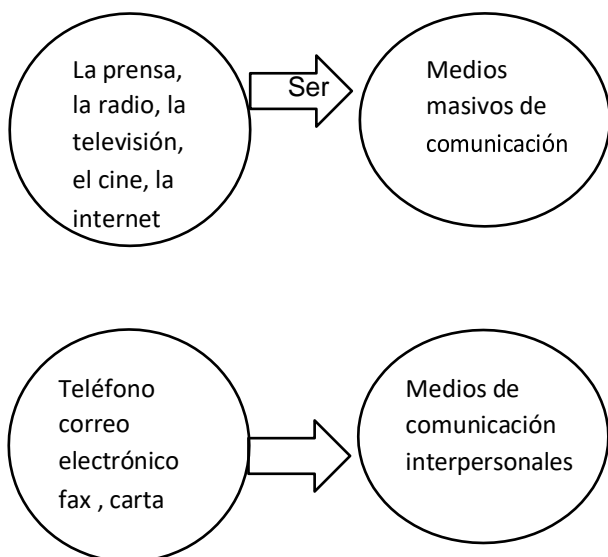 La prensa,
la radio, la
televisión,
el cine, la
internet
Ser
Medios
masivos de
comunicación
Teléfono
correo
electrónico
fax , carta
Medios de
comunicación
interpersonales